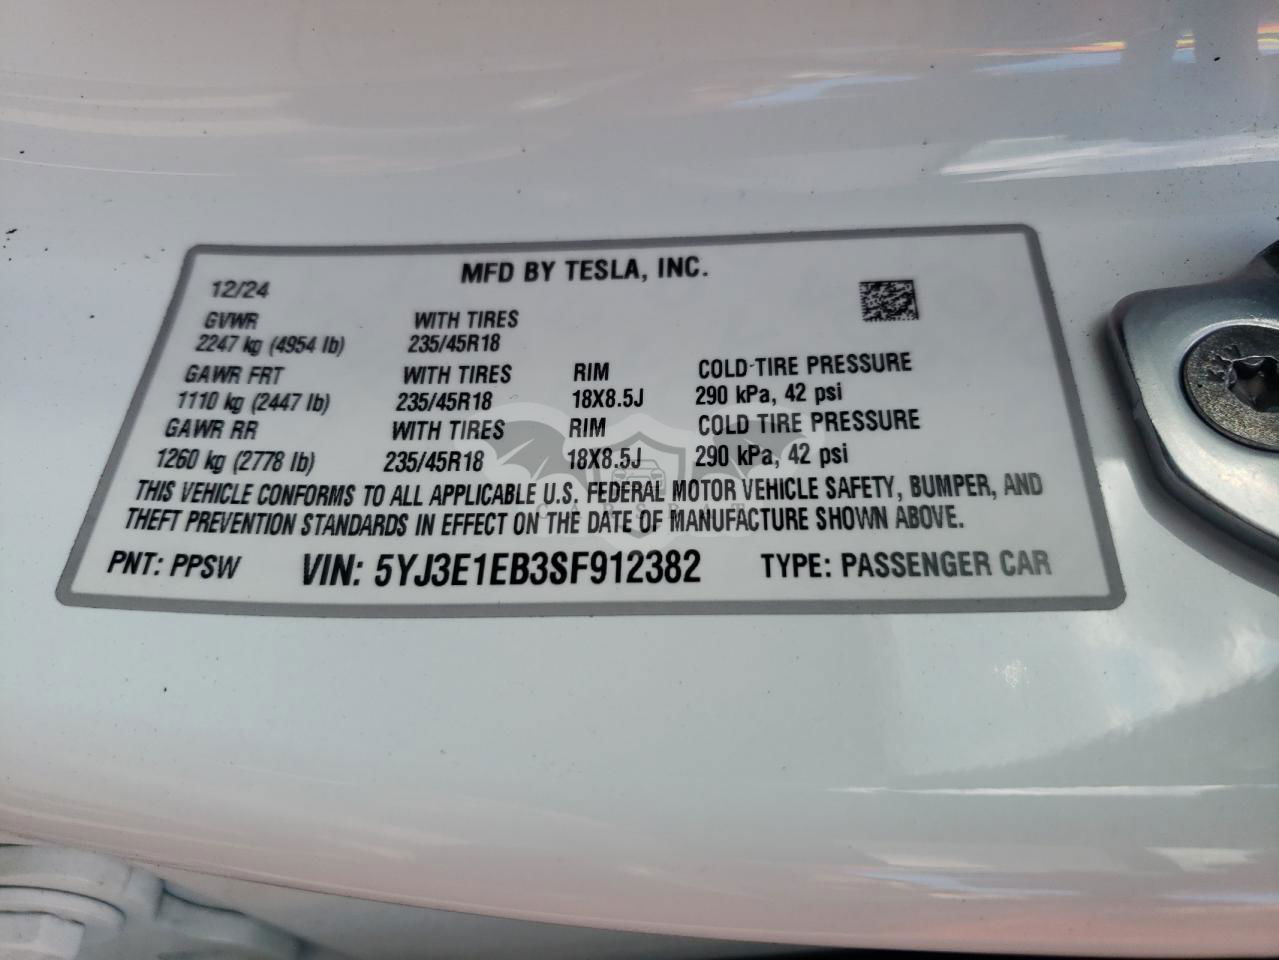 MFD BY TESLA, INC.
12/24
GVWR WITH TIRES
2247 kg (4954 lb) 235/45R18
GAWR FRT WITH TIRES RIM COLD-TIRE PRESSURE
1110 kg (2447 lb) 235/45R18 18X8.5J 290 kPa, 42 psi
GAWR RR WITH TIRES RIM COLD TIRE PRESSURE
1260 kg (2778 lb) 235/45R18 18X8.5J 290 kPa, 42 psi
THIS VEHICLE CONFORMS TO ALL APPLICABLE U.S. FEDERAL MOTOR VEHICLE SAFETY, BUMPER, AND
THEFT PREVENTION STANDARDS IN EFFECT ON THE DATE OF MANUFACTURE SHOWN ABOVE.
PNT: PPSW VIN: 5YJ3E1EB3SF912382 TYPE: PASSENGER CAR